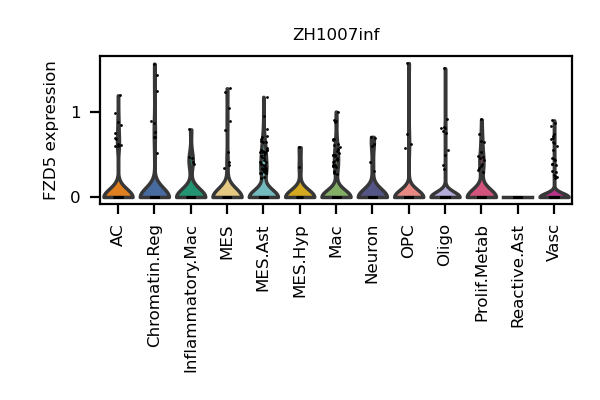 ZH1007inf
FZD5 expression
1
0
AC
Chromatin.Reg
Inflammatory.Mac
MES
MES.Ast
MES.Hyp
Mac
Neuron
OPC
Oligo
Prolif.Metab
Reactive.Ast
Vasc